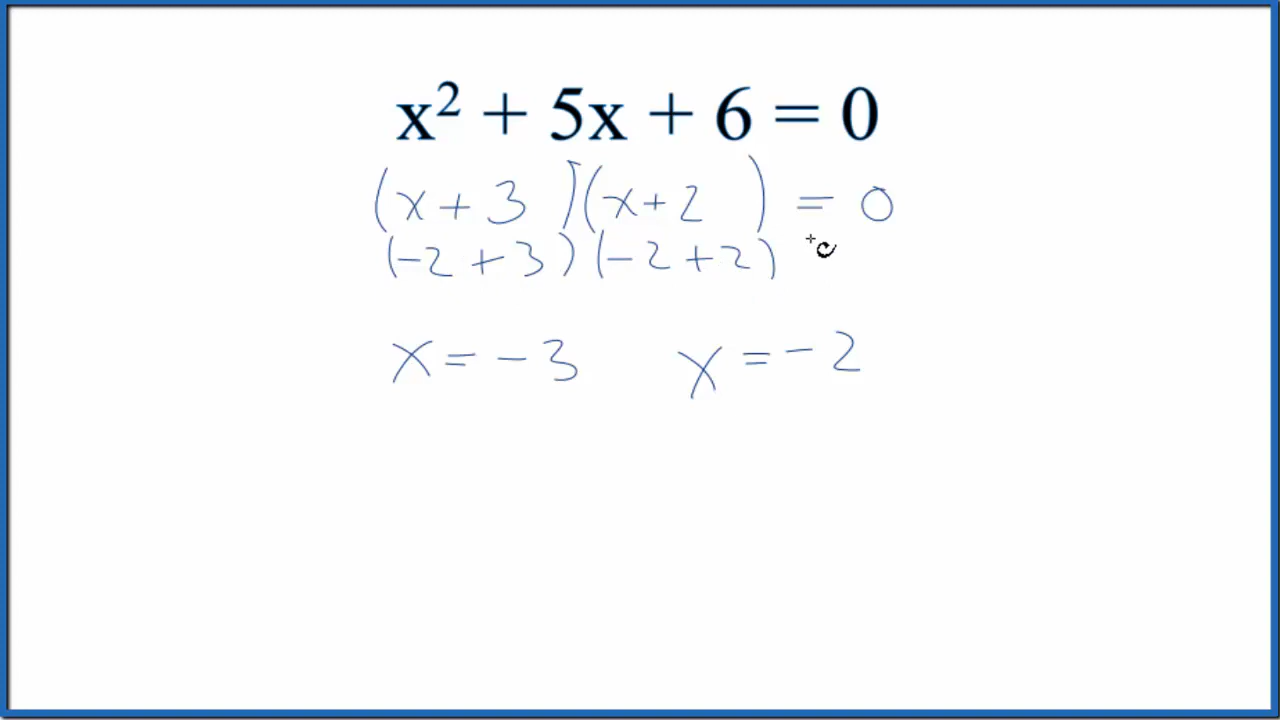 x² + 5x + 6 = 0
(x + 3)(x + 2) = 0
(-2 + 3)(-2 + 2)
x = -3 x = -2